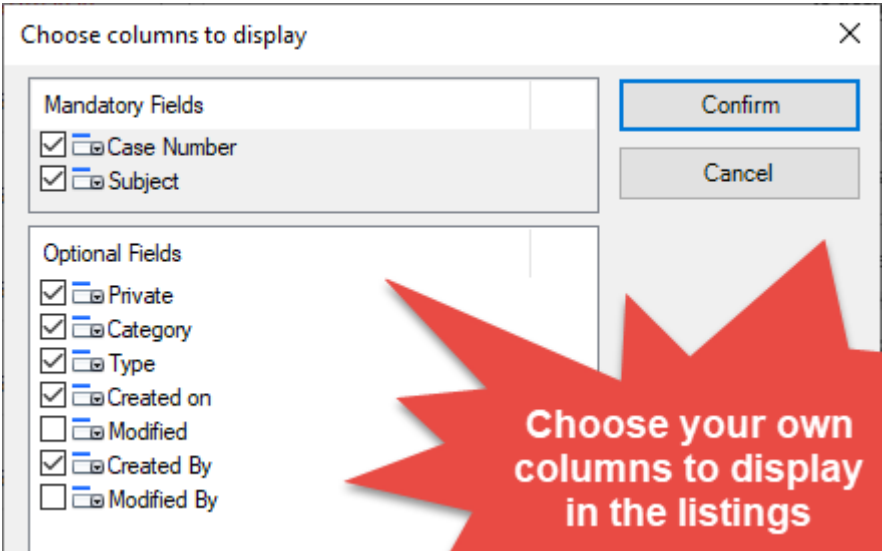 Choose columns to display
Mandatory Fields
Confirm
Case Number
Subject
Cancel
Optional Fields
Private
Category
Type
Created on
Modified
Created By
Modified By
Choose your own
columns to display
in the listings